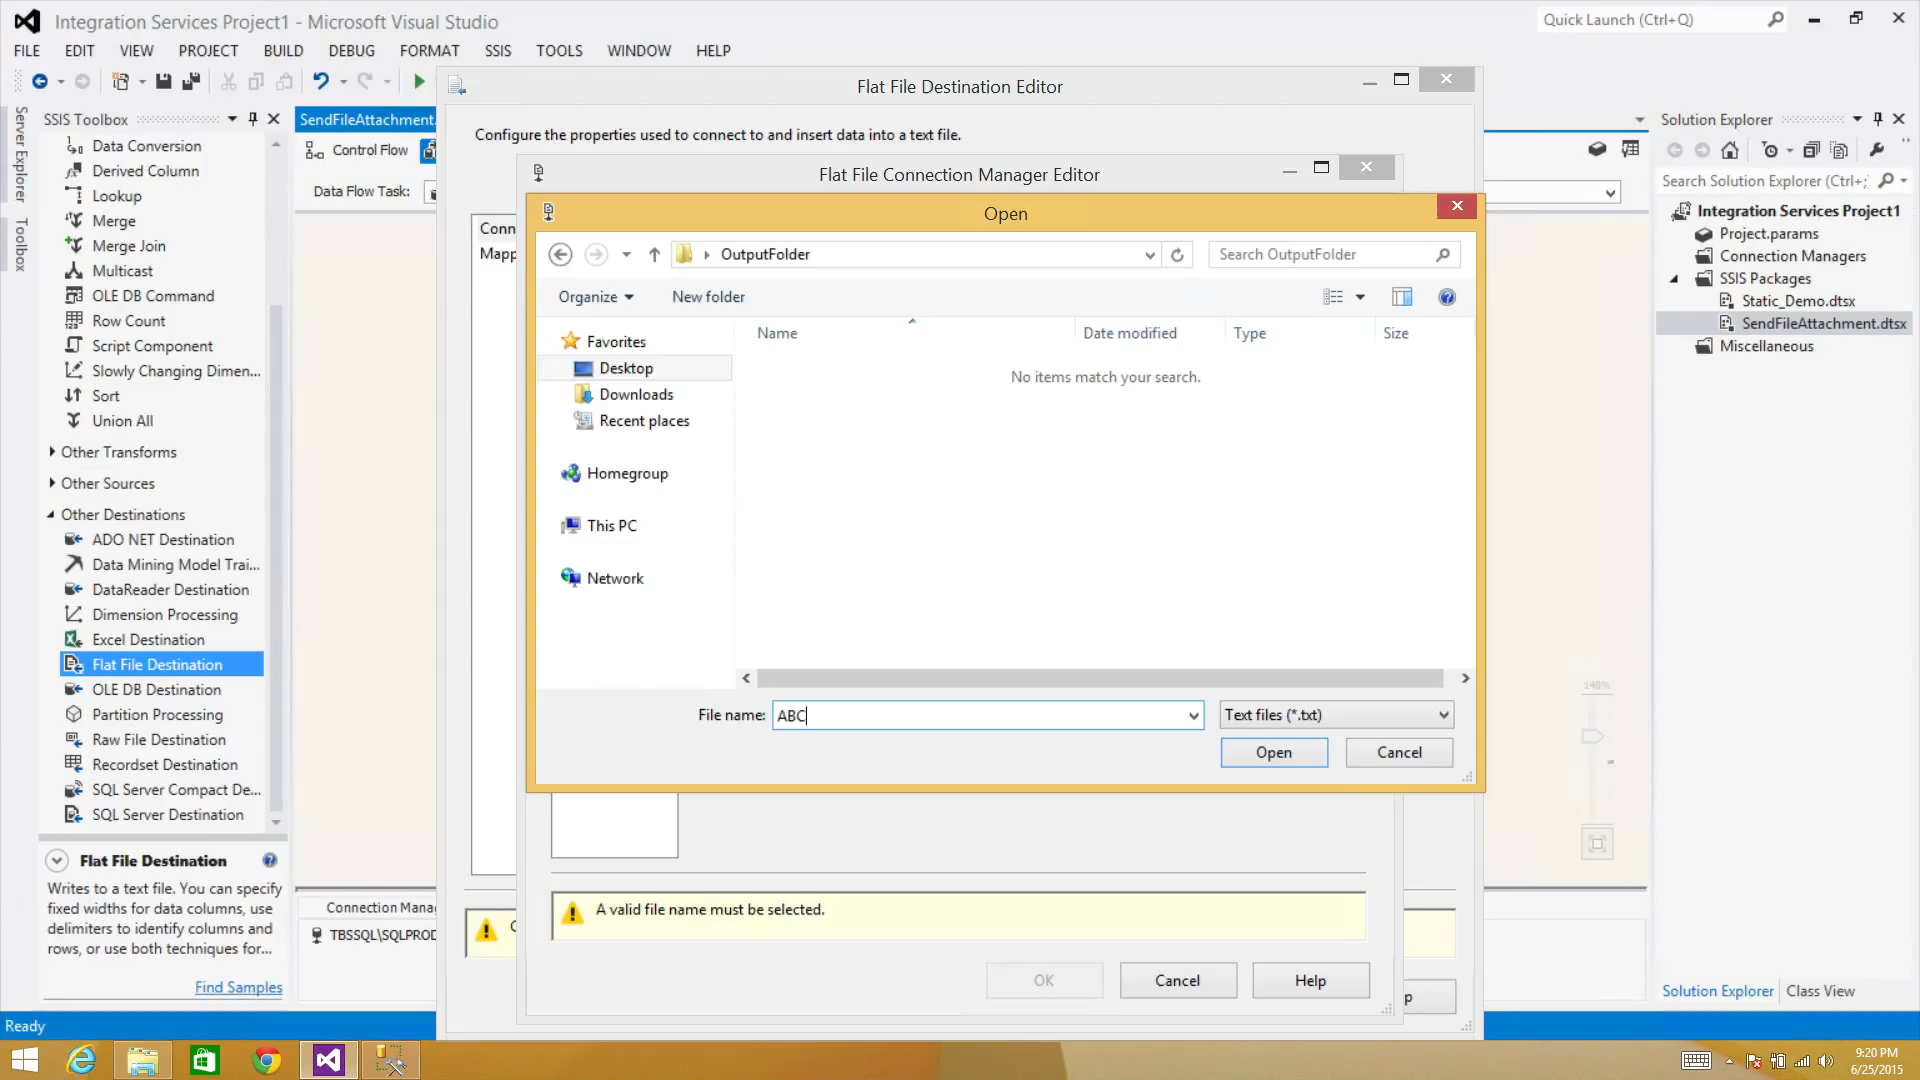 Integration Services Project1 - Microsoft Visual Studio
Quick Launch (Ctrl+Q)
FILE EDIT VIEW PROJECT BUILD DEBUG FORMAT SSIS TOOLS WINDOW HELP
Server Explorer
Toolbox
SSIS Toolbox
Data Conversion
Derived Column
Lookup
Merge
Merge Join
Multicast
OLE DB Command
Row Count
Script Component
Slowly Changing Dimen...
Sort
Union All
Other Transforms
Other Sources
Other Destinations
ADO NET Destination
Data Mining Model Trai...
DataReader Destination
Dimension Processing
Excel Destination
Flat File Destination
OLE DB Destination
Partition Processing
Raw File Destination
Recordset Destination
SQL Server Compact De...
SQL Server Destination
Flat File Destination
Writes to a text file. You can specify
fixed widths for data columns, use
delimiters to identify columns and
rows, or use both techniques for...
Find Samples
Ready
SendFileAttachment.
Control Flow
Data Flow Task:
Connection Mana
TBSSQL\SQLPROD
Flat File Destination Editor
Configure the properties used to connect to and insert data into a text file.
Conn
Mapp
Flat File Connection Manager Editor
Open
OutputFolder
Search OutputFolder
Organize
New folder
Favorites
Desktop
Downloads
Recent places
Homegroup
This PC
Network
Name Date modified Type Size
No items match your search.
File name: ABC
Text files (*.txt)
Open Cancel
A valid file name must be selected.
OK Cancel Help
p
140%
Solution Explorer
Search Solution Explorer (Ctrl+;
Integration Services Project1
Project.params
Connection Managers
SSIS Packages
Static_Demo.dtsx
SendFileAttachment.dtsx
Miscellaneous
Solution Explorer Class View
9:20 PM
6/25/2015